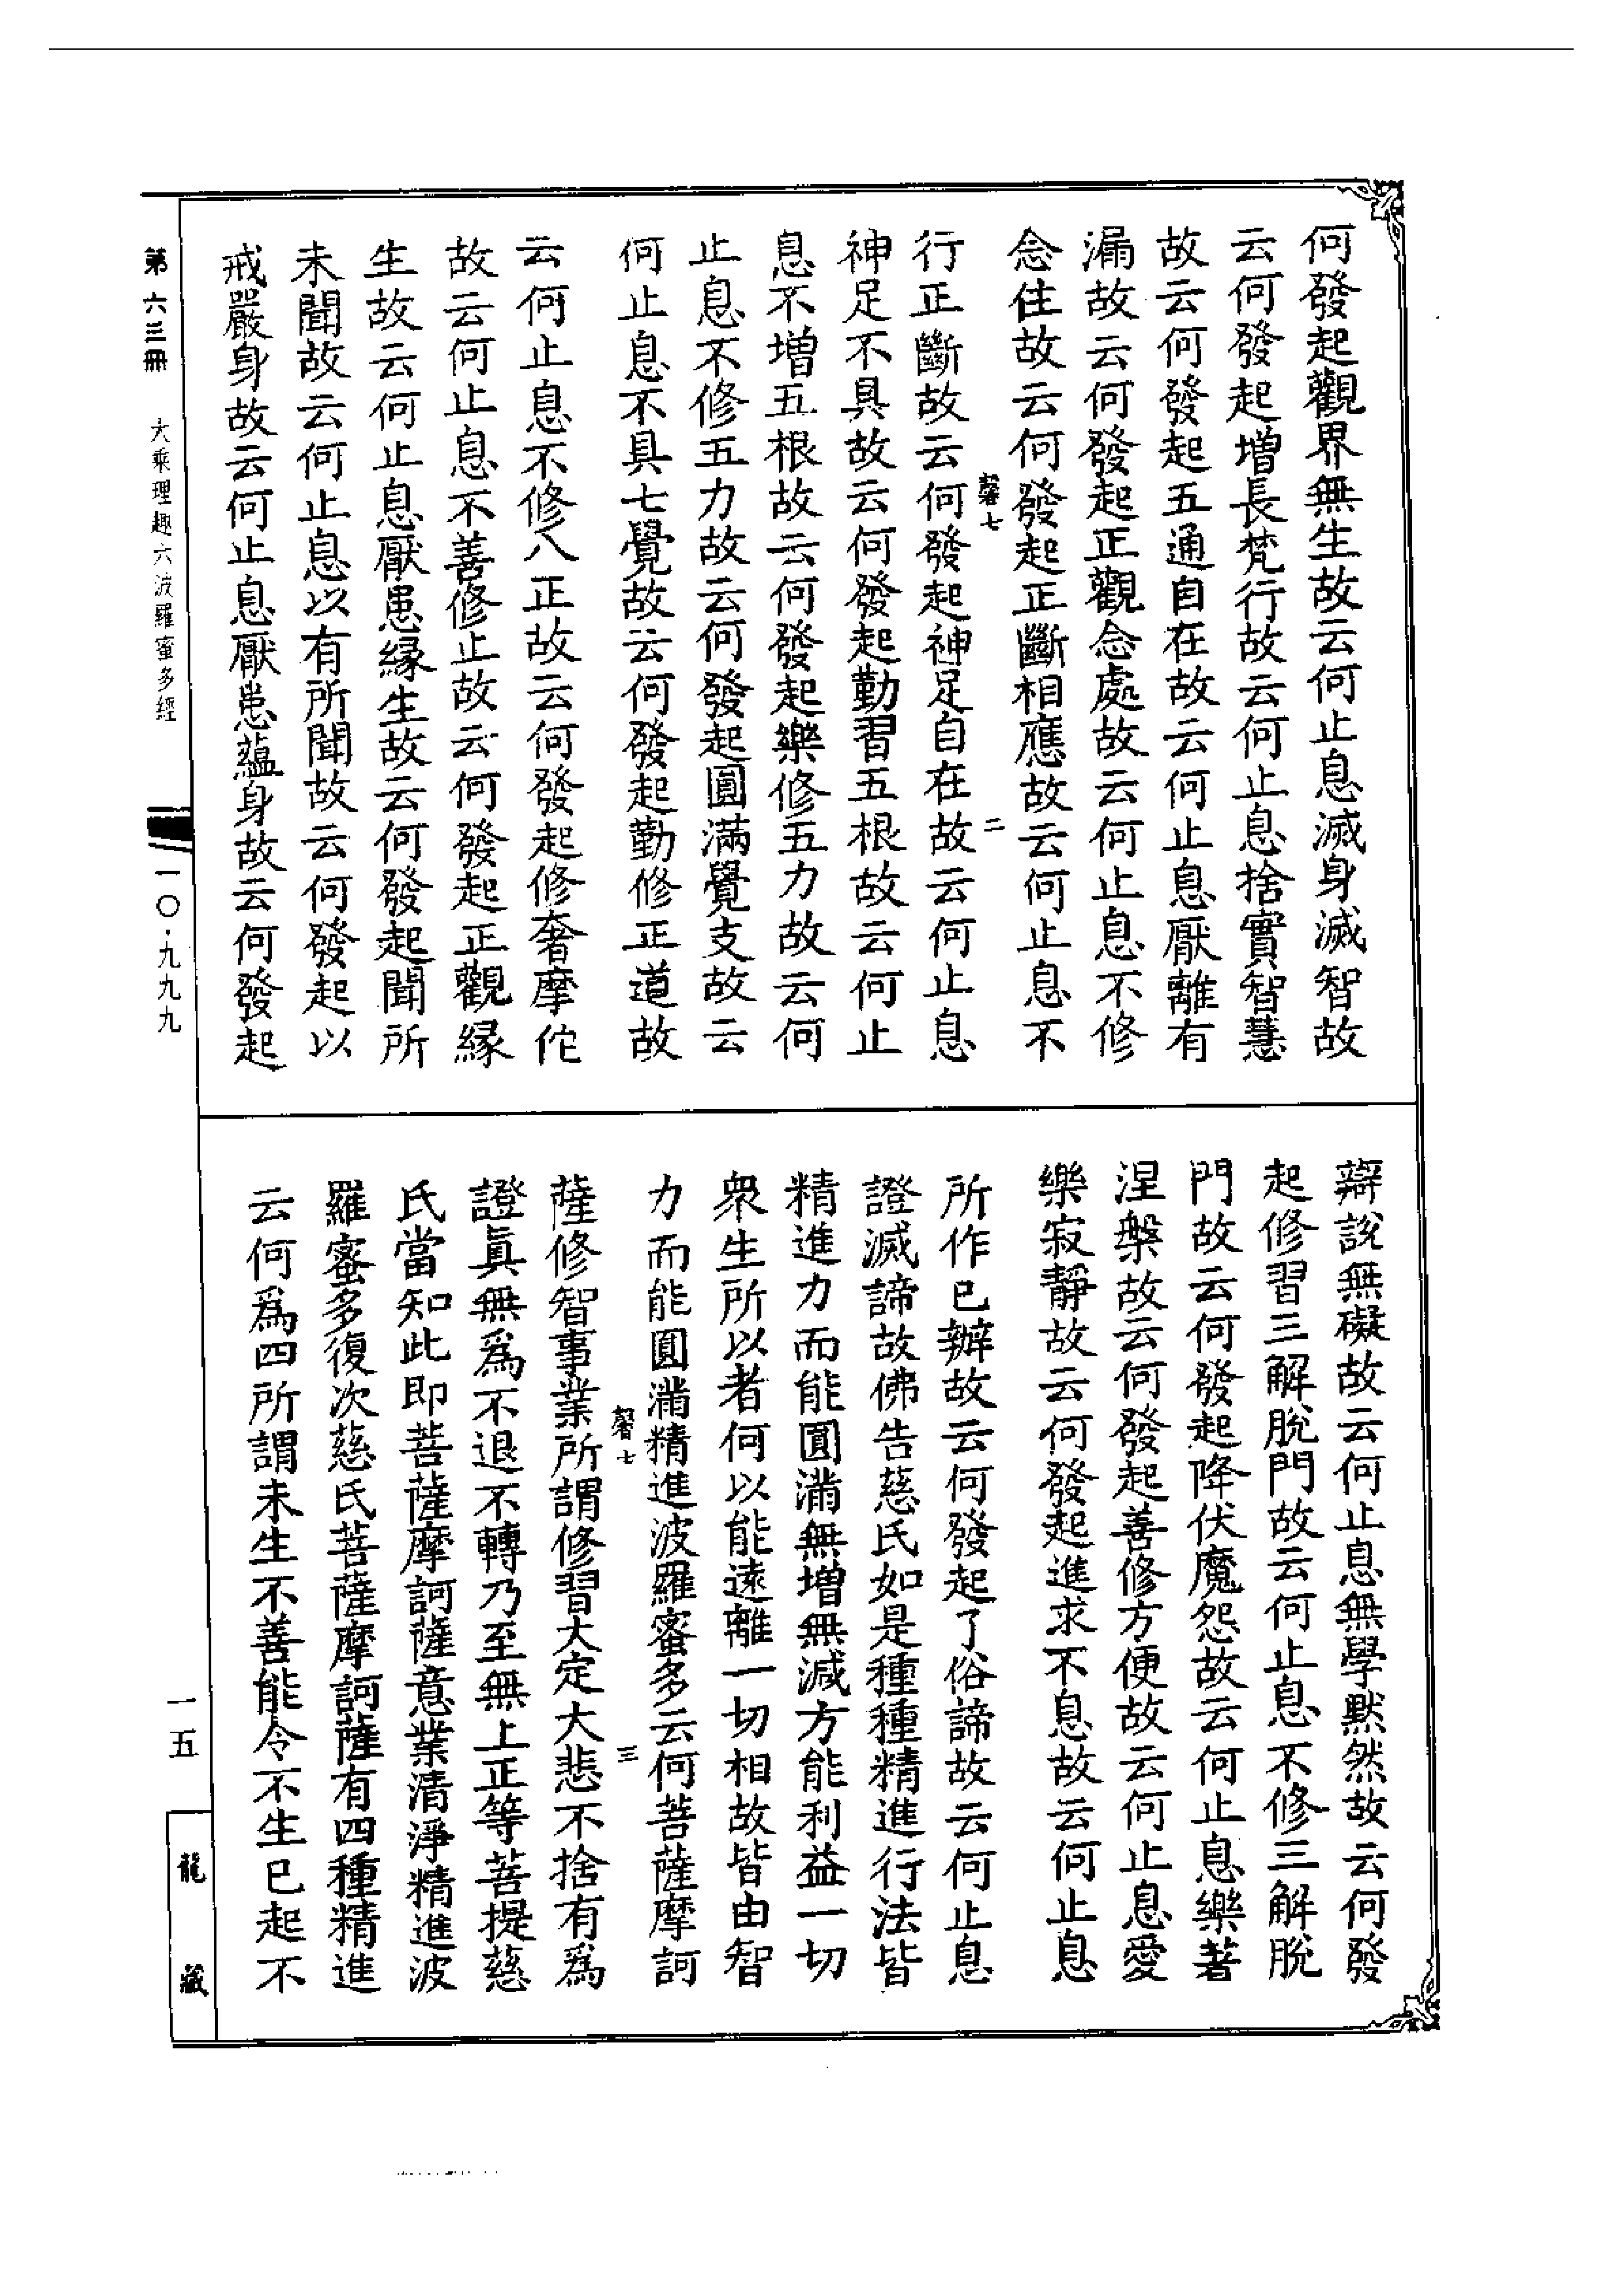 何發起觀界無生故云何止息滅身滅智故
云何發起增長梵行故云何止息捨實智慧
故云何發起五通自在故云何止息厭離有
漏故云何發起正觀念處故云何止息不修
念住故云何發起正斷相應故云何止息不
馨七 二
行正斷故云何發起神足自在故云何止息
神足不具故云何發起勤習五根故云何止
息不增五根故云何發起樂修五力故云何
止息不修五力故云何發起圓滿覺支故云
何止息不具七覺故云何發起勤修正道故
云何止息不修八正故云何發起修奢摩佗
故云何止息不善修止故云何發起正觀緣
生故云何止息厭患緣生故云何發起聞所
未聞故云何止息以有所聞故云何發起以
戒嚴身故云何止息厭患蘊身故云何發起
辯說無礙故云何止息無學默然故云何發
起修習三解脫門故云何止息不修三解脫
門故云何發起降伏魔怨故云何止息樂著
涅槃故云何發起善修方便故云何止息愛
樂寂靜故云何發起進求不息故云何止息
所作已辦故云何發起了俗諦故云何止息
證滅諦故佛告慈氏如是種種精進行法皆
精進力而能圓滿無增無減方能利益一切
衆生所以者何以能遠離一切相故皆由智
力而能圓滿精進波羅蜜多云何菩薩摩訶
馨七 三
薩修智事業所謂修習大定大悲不捨有爲
證真無爲不退不轉乃至無上正等菩提慈
氏當知此即菩薩摩訶薩意業清淨精進波
羅蜜多復次慈氏菩薩摩訶薩有四種精進
云何爲四所謂未生不善能令不生已起不
第六三冊 大乘理趣六波羅蜜多經 一〇·九九九
一五
龍藏